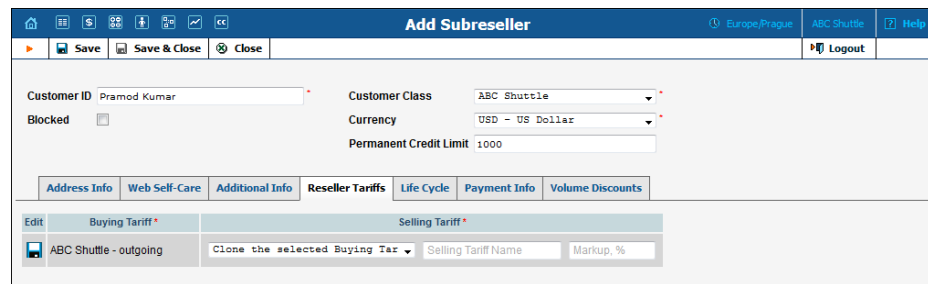 Add Subreseller Europe/Prague ABC Shuttle ? Help
Save Save & Close Close Logout
Customer ID Pramod Kumar * Customer Class ABC Shuttle *
Blocked Currency USD - US Dollar *
Permanent Credit Limit 1000
Address Info Web Self-Care Additional Info Reseller Tariffs Life Cycle Payment Info Volume Discounts
Edit Buying Tariff * Selling Tariff *
ABC Shuttle - outgoing Clone the selected Buying Tar Selling Tariff Name Markup, %